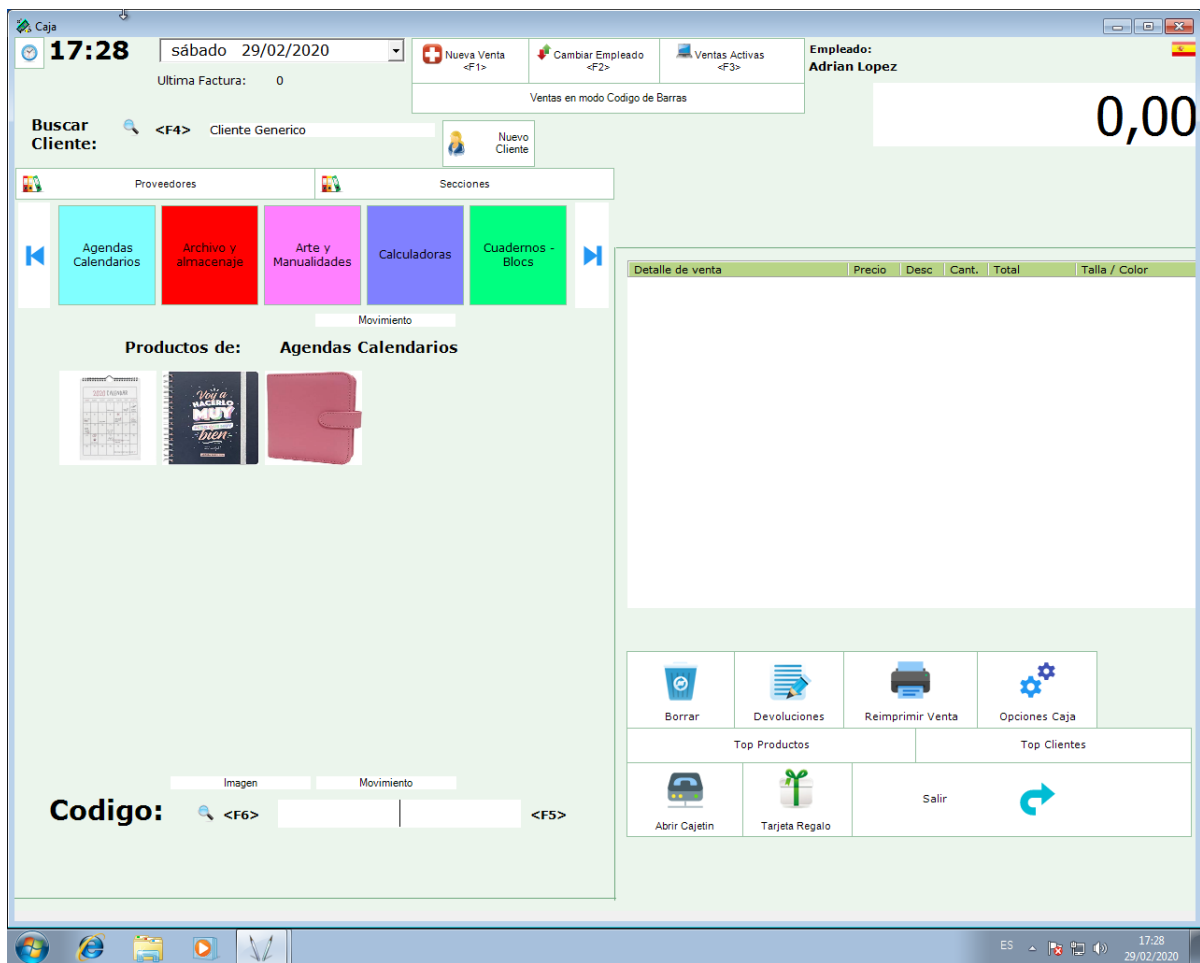 Caja
17:28
sábado 29/02/2020
Ultima Factura: 0
Nueva Venta
<F1>
Cambiar Empleado
<F2>
Ventas Activas
<F3>
Ventas en modo Codigo de Barras
Empleado:
Adrian Lopez
0,00
Buscar
Cliente:
<F4> Cliente Generico
Nuevo
Cliente
Proveedores
Secciones
Agendas
Calendarios
Archivo y
almacenaje
Arte y
Manualidades
Calculadoras
Cuadernos -
Blocs
Movimiento
Productos de: Agendas Calendarios
Voy a
HACERLO
MUY
bien
Detalle de venta Precio Desc Cant. Total Talla / Color
Borrar
Devoluciones
Reimprimir Venta
Opciones Caja
Top Productos
Top Clientes
Abrir Cajetin
Tarjeta Regalo
Salir
Imagen
Movimiento
Codigo: <F6> <F5>
ES
17:28
29/02/2020